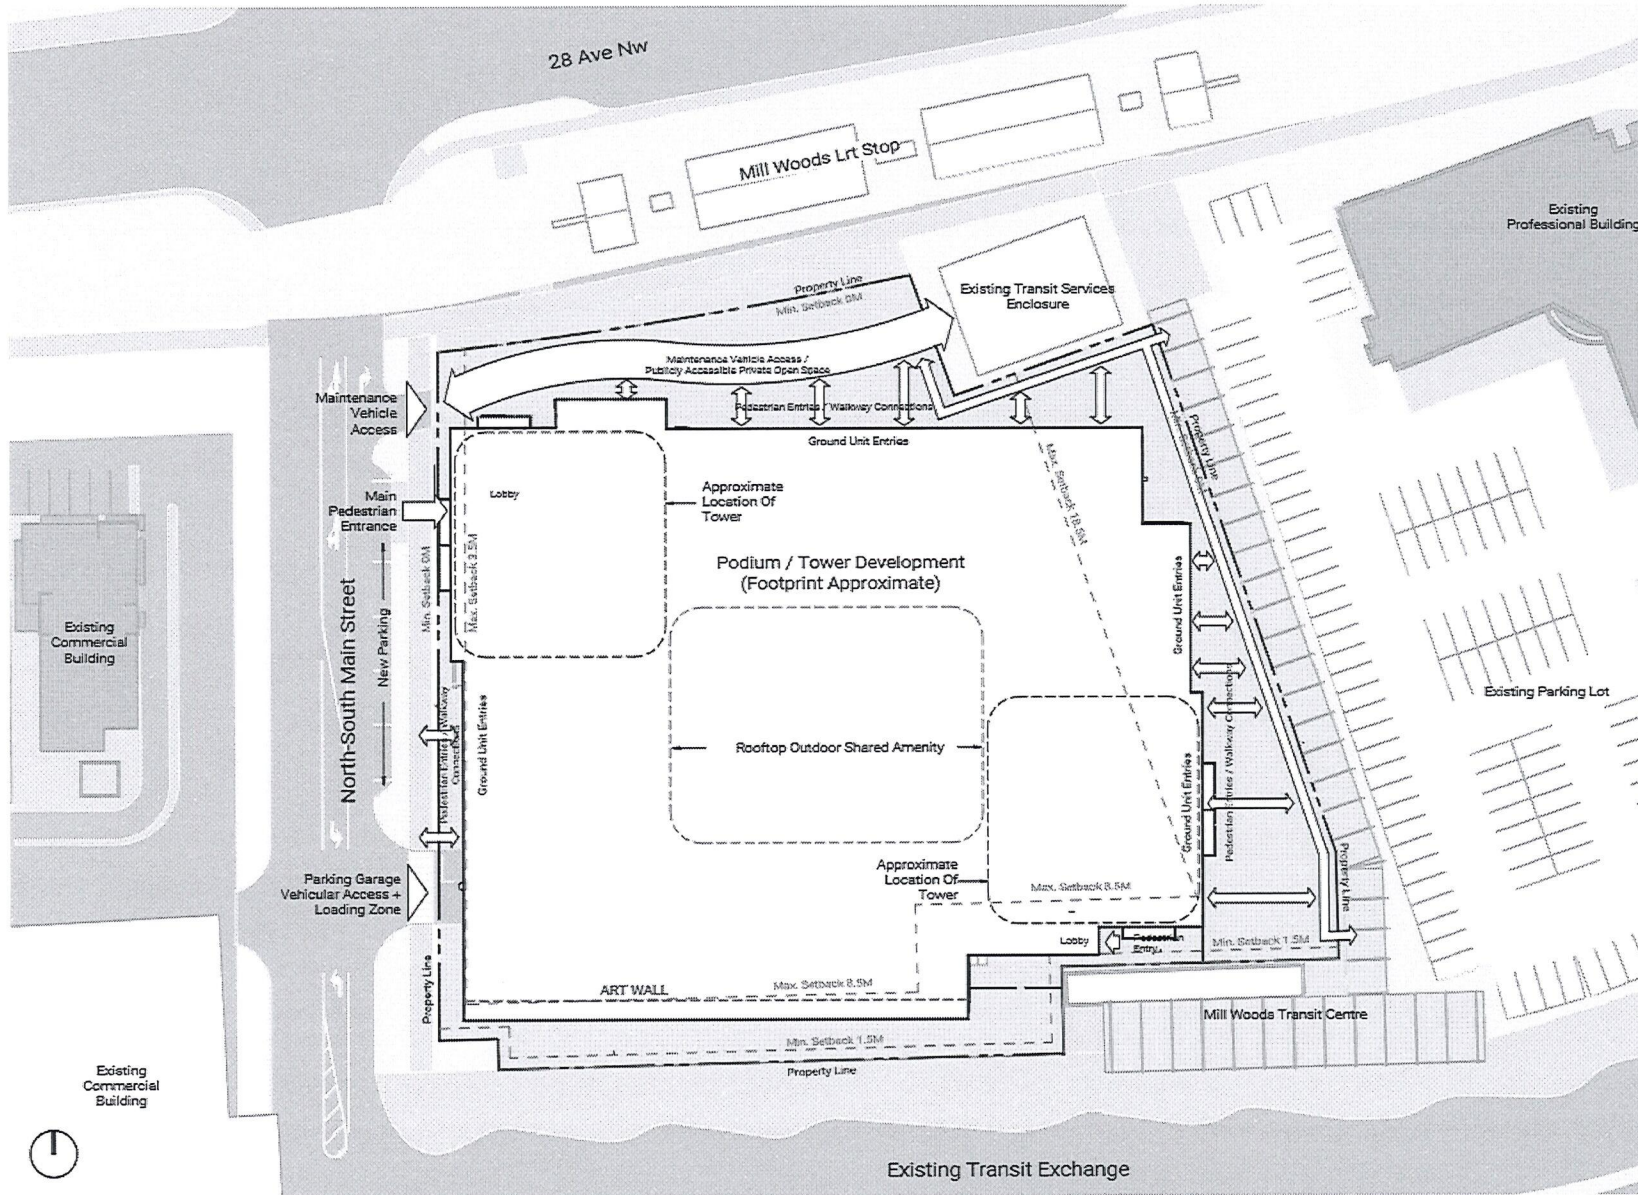 28 Ave Nw
Mill Woods Lrt Stop
Existing
Professional Building
Existing Transit Services
Enclosure
Property Line
Min. Setback 0M
Maintenance Vehicle Access /
Publicly Accessible Private Open Space
Maintenance
Vehicle
Access
Pedestrian Entries / Walkway Connections
Ground Unit Entries
Property Line
Max. Setback 18.5M
Lobby
Approximate
Location Of
Tower
Main
Pedestrian
Entrance
Min. Setback 0M
Max. Setback 3.5M
Podium / Tower Development
(Footprint Approximate)
North-South Main Street
New Parking
Existing
Commercial
Building
Ground Unit Entries
Existing Parking Lot
Pedestrian Entries / Walkway
Connections
Ground Unit Entries
Rooftop Outdoor Shared Amenity
Ground Unit Entries
Pedestrian Entries / Walkway Connections
Approximate
Location Of
Tower
Max. Setback 8.5M
Parking Garage
Vehicular Access +
Loading Zone
Property Line
Lobby
Pedestrian
Entry
Min. Setback 1.5M
Property Line
ART WALL
Max. Setback 8.5M
Mill Woods Transit Centre
Min. Setback 1.5M
Property Line
Existing
Commercial
Building
Existing Transit Exchange